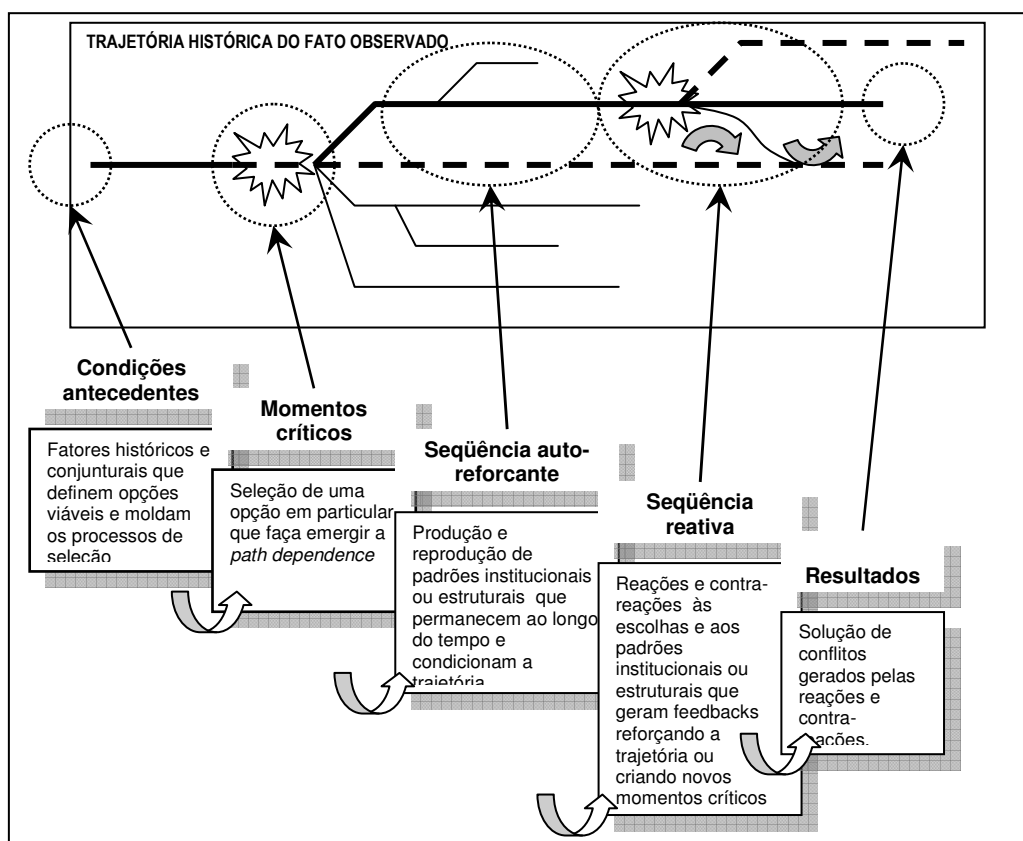 TRAJETÓRIA HISTÓRICA DO FATO OBSERVADO
Condições
antecedentes
Fatores históricos e
conjunturais que
definem opções
viáveis e moldam
os processos de
seleção
Momentos
críticos
Seleção de uma
opção em particular
que faça emergir a
path dependence
Seqüência auto-
reforcante
Produção e
reprodução de
padrões institucionais
ou estruturais que
permanecem ao longo
do tempo e
condicionam a
trajetória
Seqüência
reativa
Reações e contra-
reações às
escolhas e aos
padrões
institucionais ou
estruturais que
geram feedbacks
reforçando a
trajetória ou
criando novos
momentos críticos
Resultados
Solução de
conflitos
gerados pelas
reações e
contra-